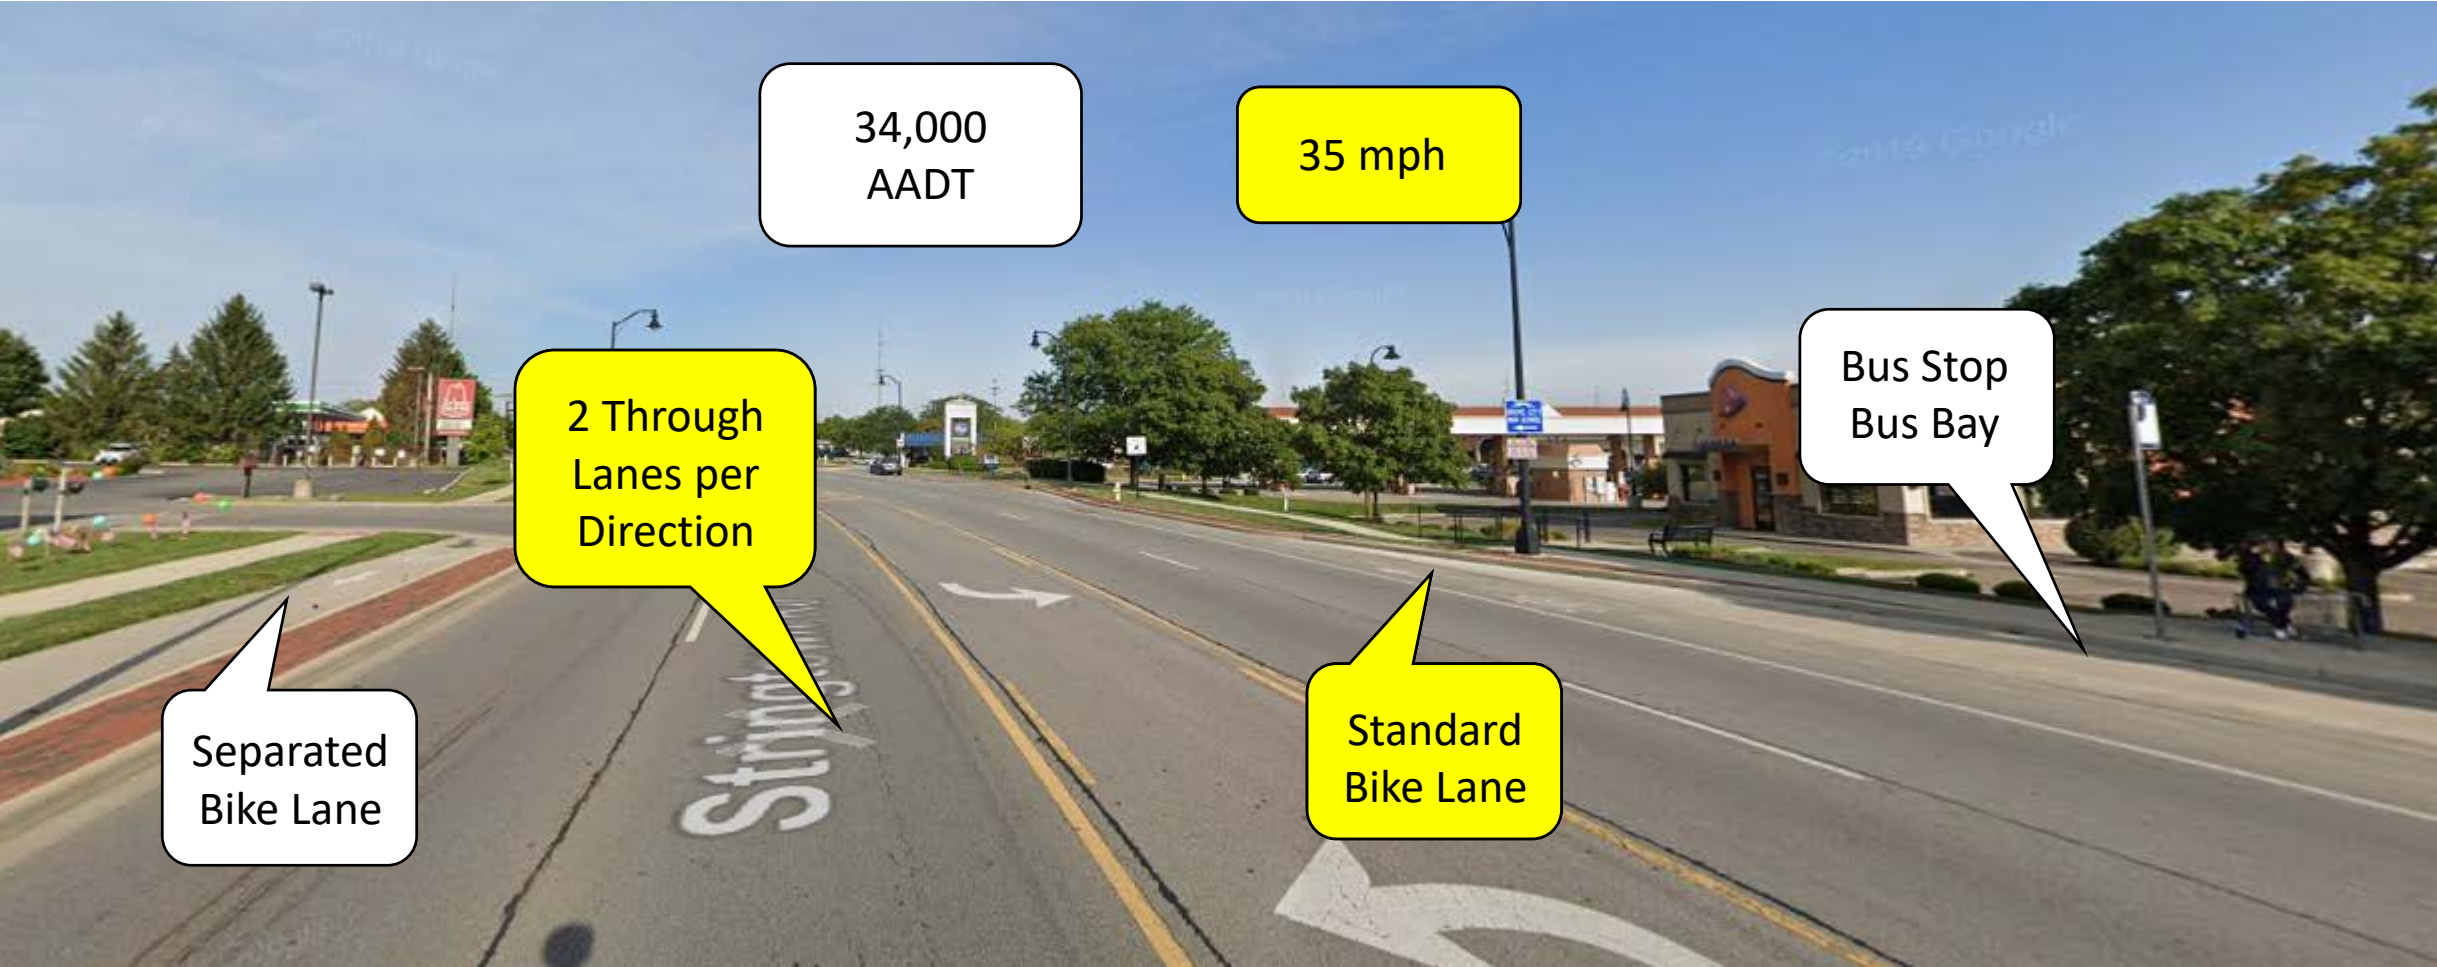 34,000
AADT
35 mph
2 Through
Lanes per
Direction
Bus Stop
Bus Bay
Separated
Bike Lane
Standard
Bike Lane
Google